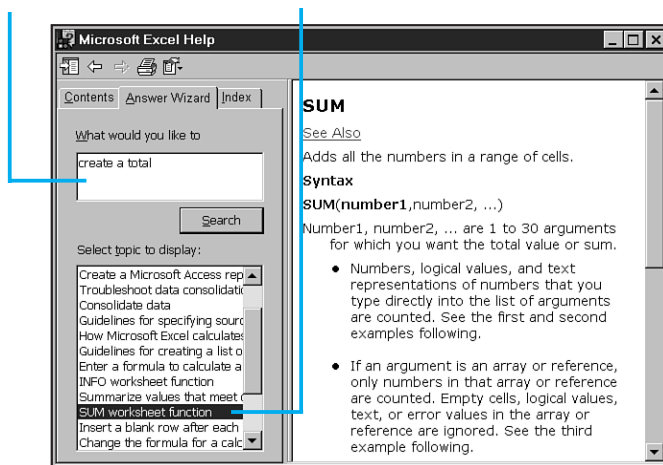 Microsoft Excel Help
Contents Answer Wizard Index
What would you like to
create a total
Search
Select topic to display:
Create a Microsoft Access rep
Troubleshoot data consolidatio
Consolidate data
Guidelines for specifying sourc
How Microsoft Excel calculates
Guidelines for creating a list o
Enter a formula to calculate a
INFO worksheet function
Summarize values that meet
SUM worksheet function
Insert a blank row after each
Change the formula for a calc
SUM
See Also
Adds all the numbers in a range of cells.
Syntax
SUM(number1,number2, ...)
Number1, number2, ... are 1 to 30 arguments
for which you want the total value or sum.
● Numbers, logical values, and text
representations of numbers that you
type directly into the list of arguments
are counted. See the first and second
examples following.
● If an argument is an array or reference,
only numbers in that array or reference
are counted. Empty cells, logical values,
text, or error values in the array or
reference are ignored. See the third
example following.